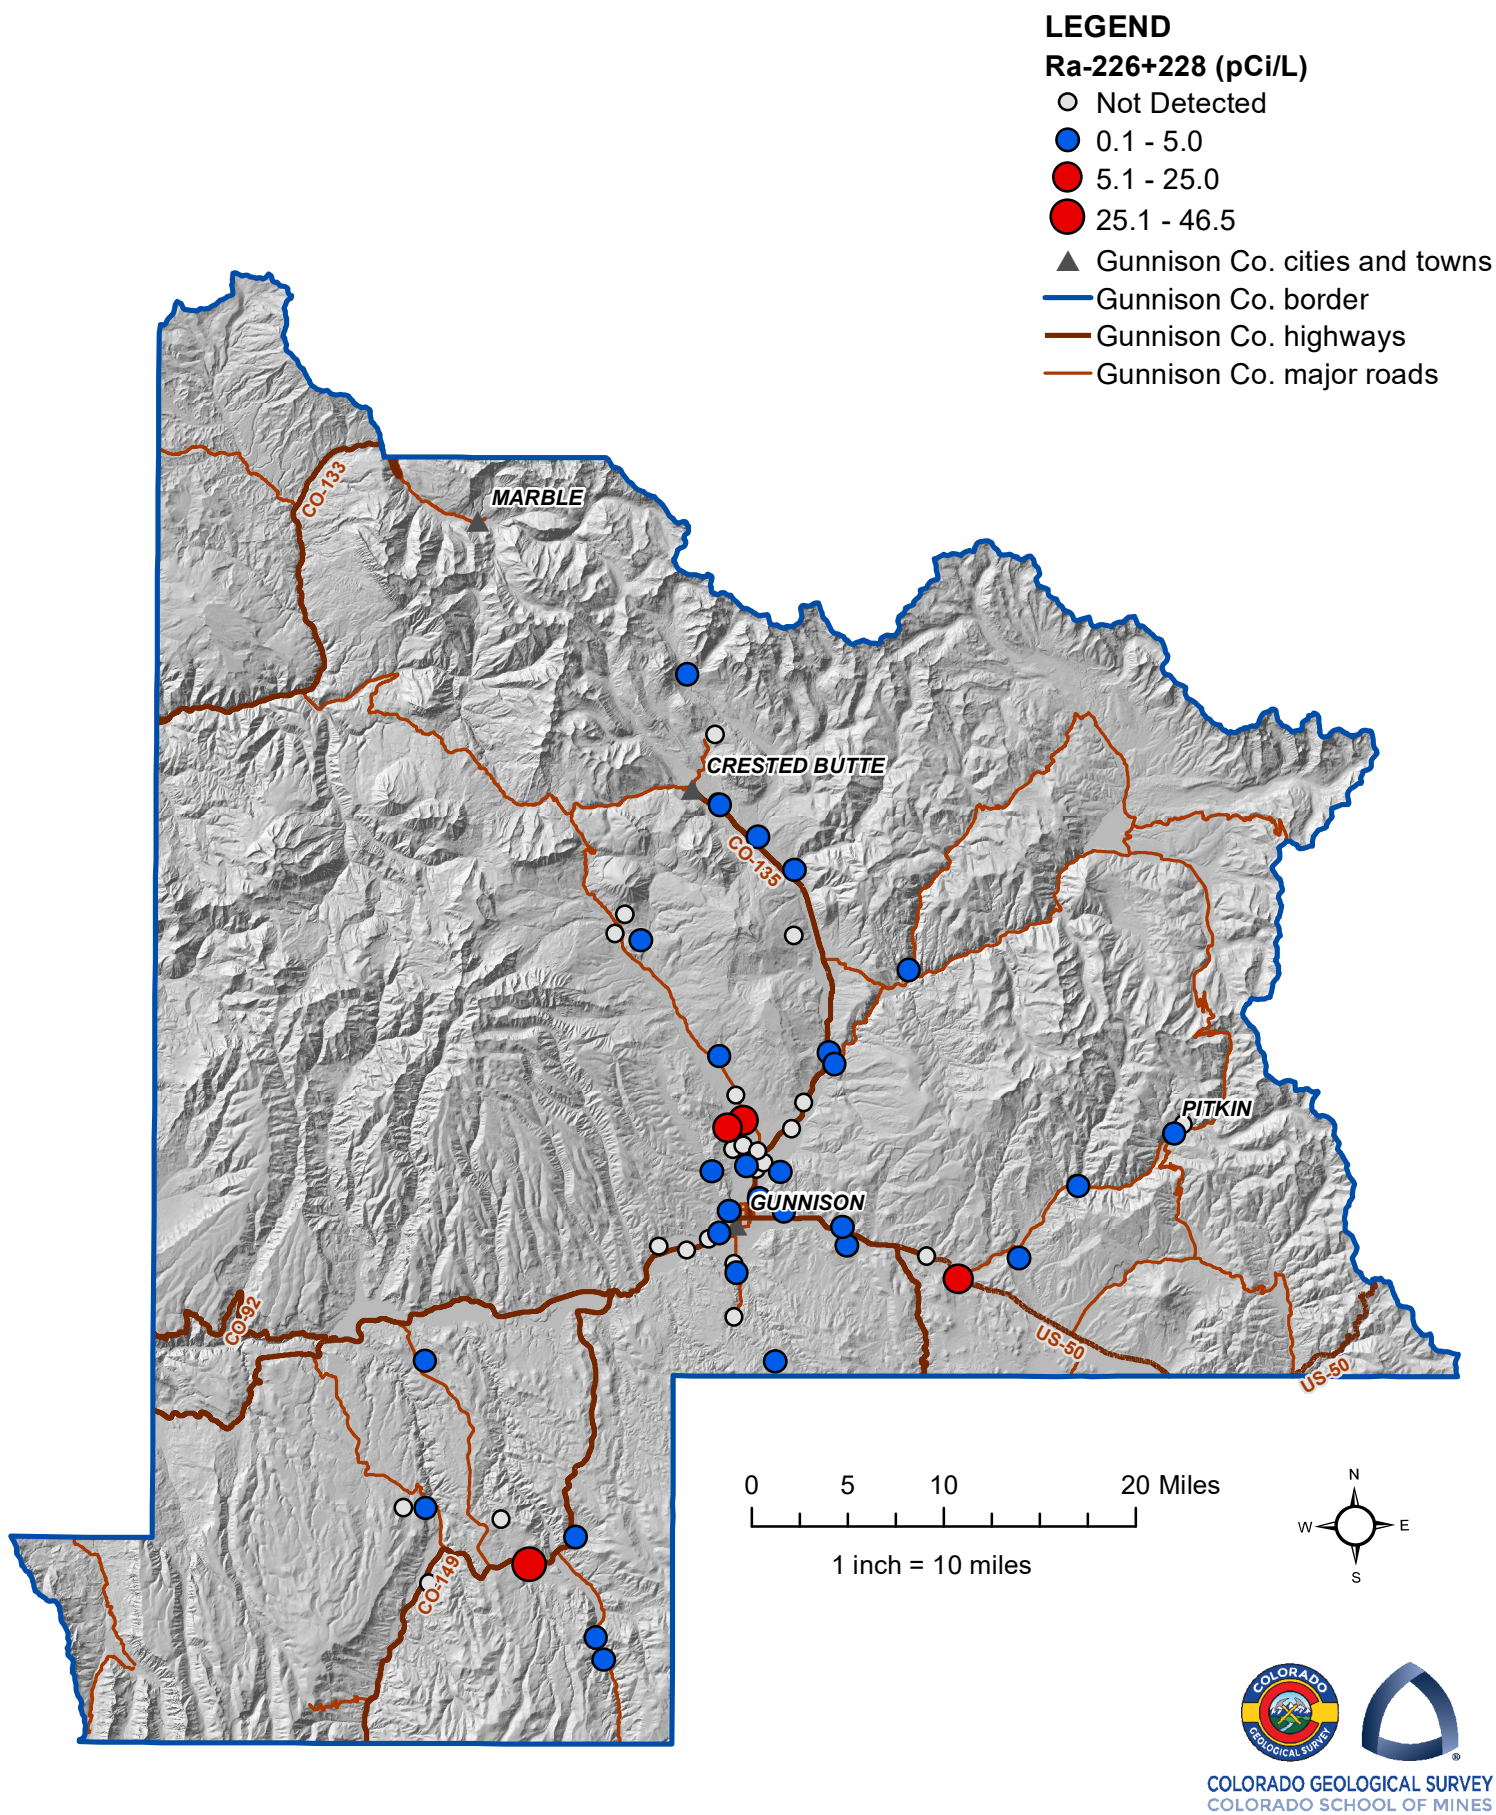 LEGEND
Ra-226+228 (pCi/L)
Not Detected
0.1 - 5.0
5.1 - 25.0
25.1 - 46.5
Gunnison Co. cities and towns
Gunnison Co. border
Gunnison Co. highways
Gunnison Co. major roads
CO-133
MARBLE
CRESTED BUTTE
CO-135
PITKIN
GUNNISON
CO-92
US-50
US-50
CO-149
0 5 10 20 Miles
1 inch = 10 miles
N
W E
S
COLORADO
GEOLOGICAL SURVEY
®
COLORADO GEOLOGICAL SURVEY
COLORADO SCHOOL OF MINES